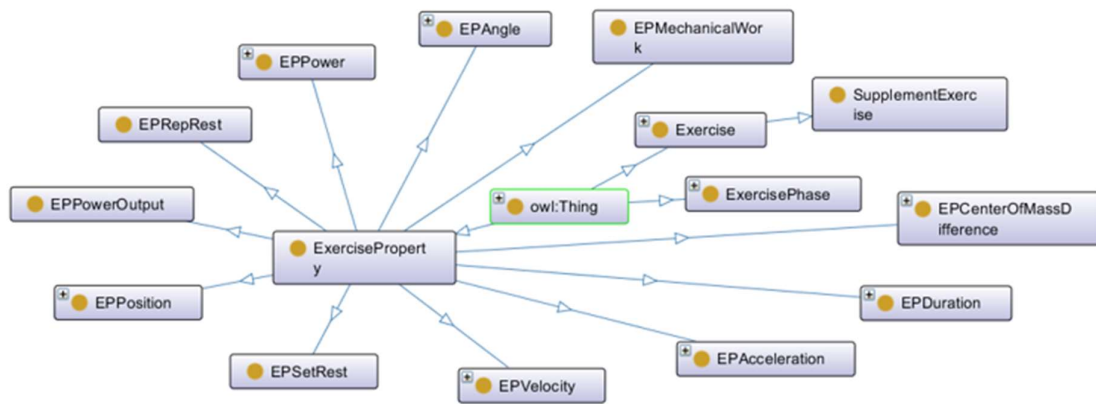 EPAngle
EPMechanicalWor
k
EPPower
SupplementExerc
ise
EPRepRest
Exercise
ExercisePhase
EPPowerOutput
owl:Thing
EPCenterOfMassD
ifference
ExercisePropert
y
EPPosition
EPDuration
EPSetRest
EPVelocity
EPAcceleration